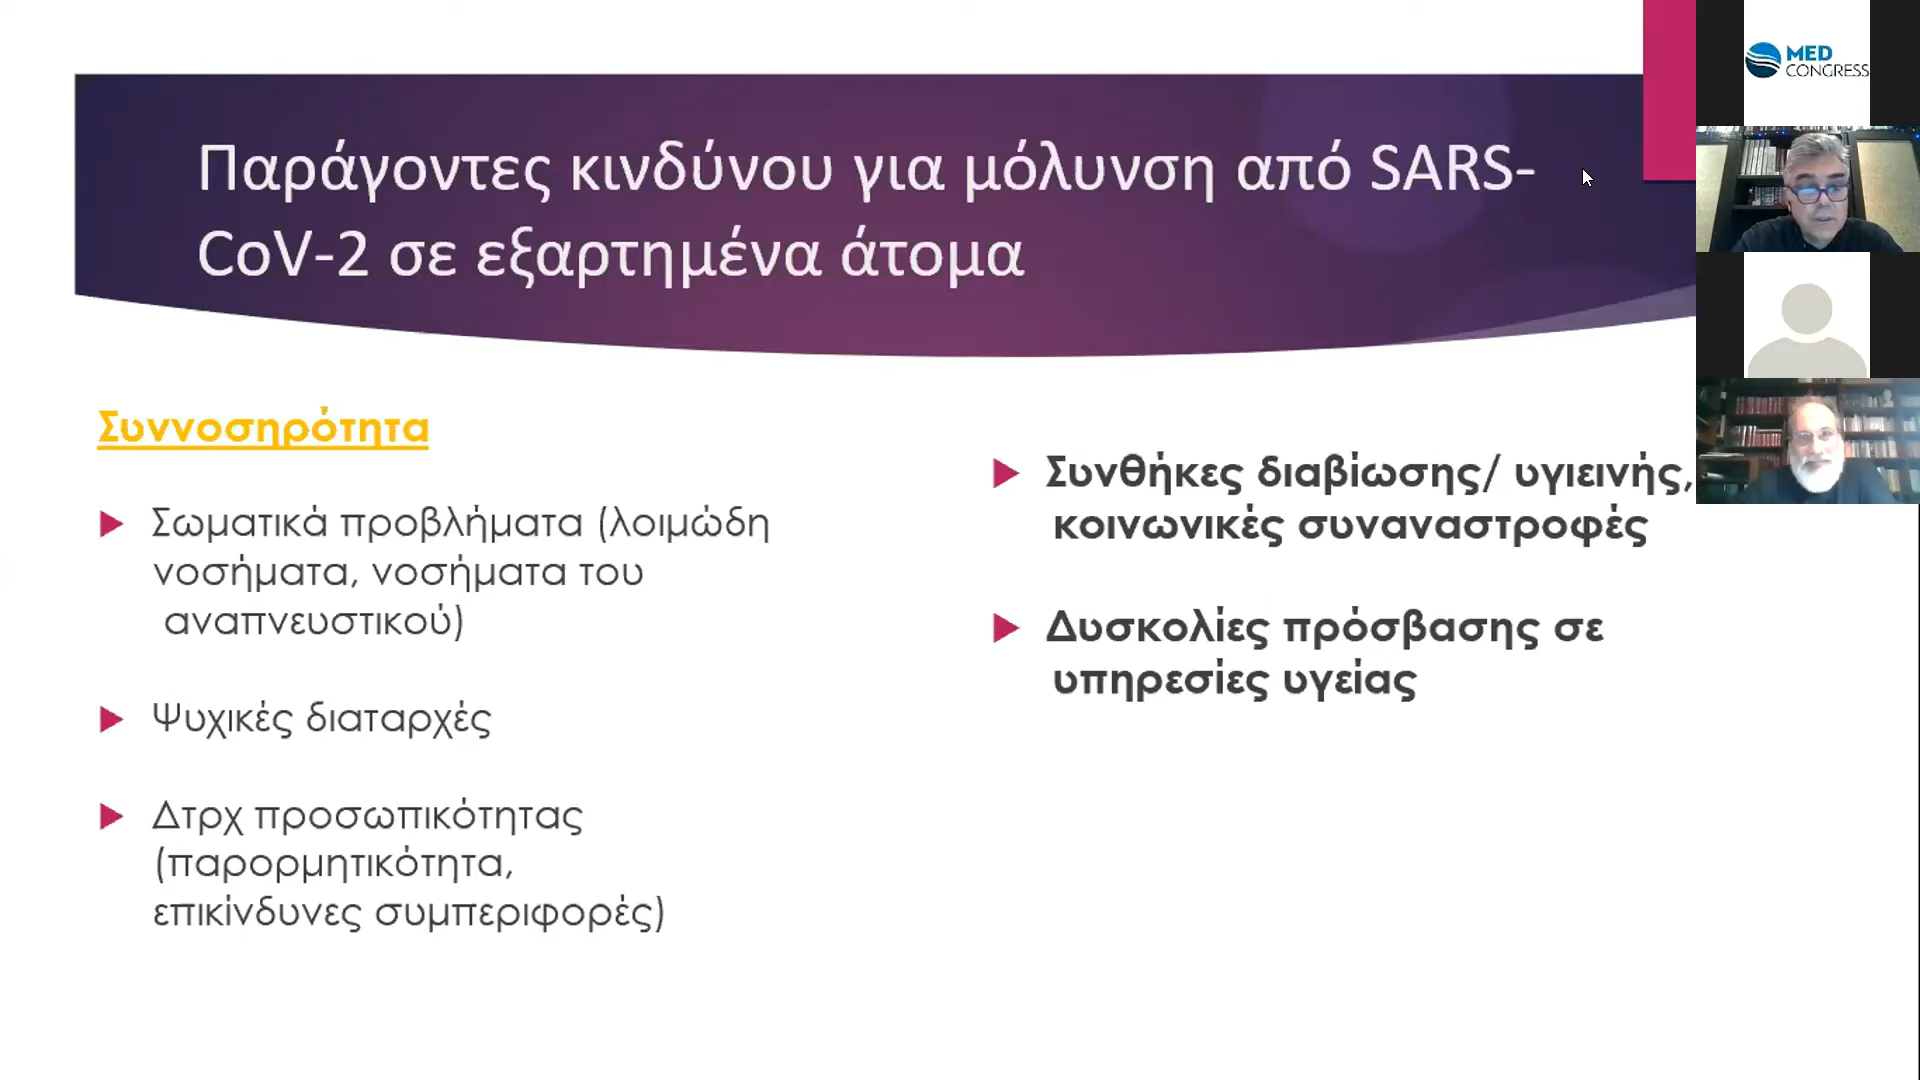 Παράγοντες κινδύνου για μόλυνση από SARS-
CoV-2 σε εξαρτημένα άτομα
Συννοσηρότητα
Σωματικά προβλήματα (λοιμώδη
νοσήματα, νοσήματα του
αναπνευστικού)
Ψυχικές διαταρχές
Δτρχ προσωπικότητας
(παρορμητικότητα,
επικίνδυνες συμπεριφορές)
Συνθήκες διαβίωσης/ υγιεινής,
κοινωνικές συναναστροφές
Δυσκολίες πρόσβασης σε
υπηρεσίες υγείας
MED
CONGRESS